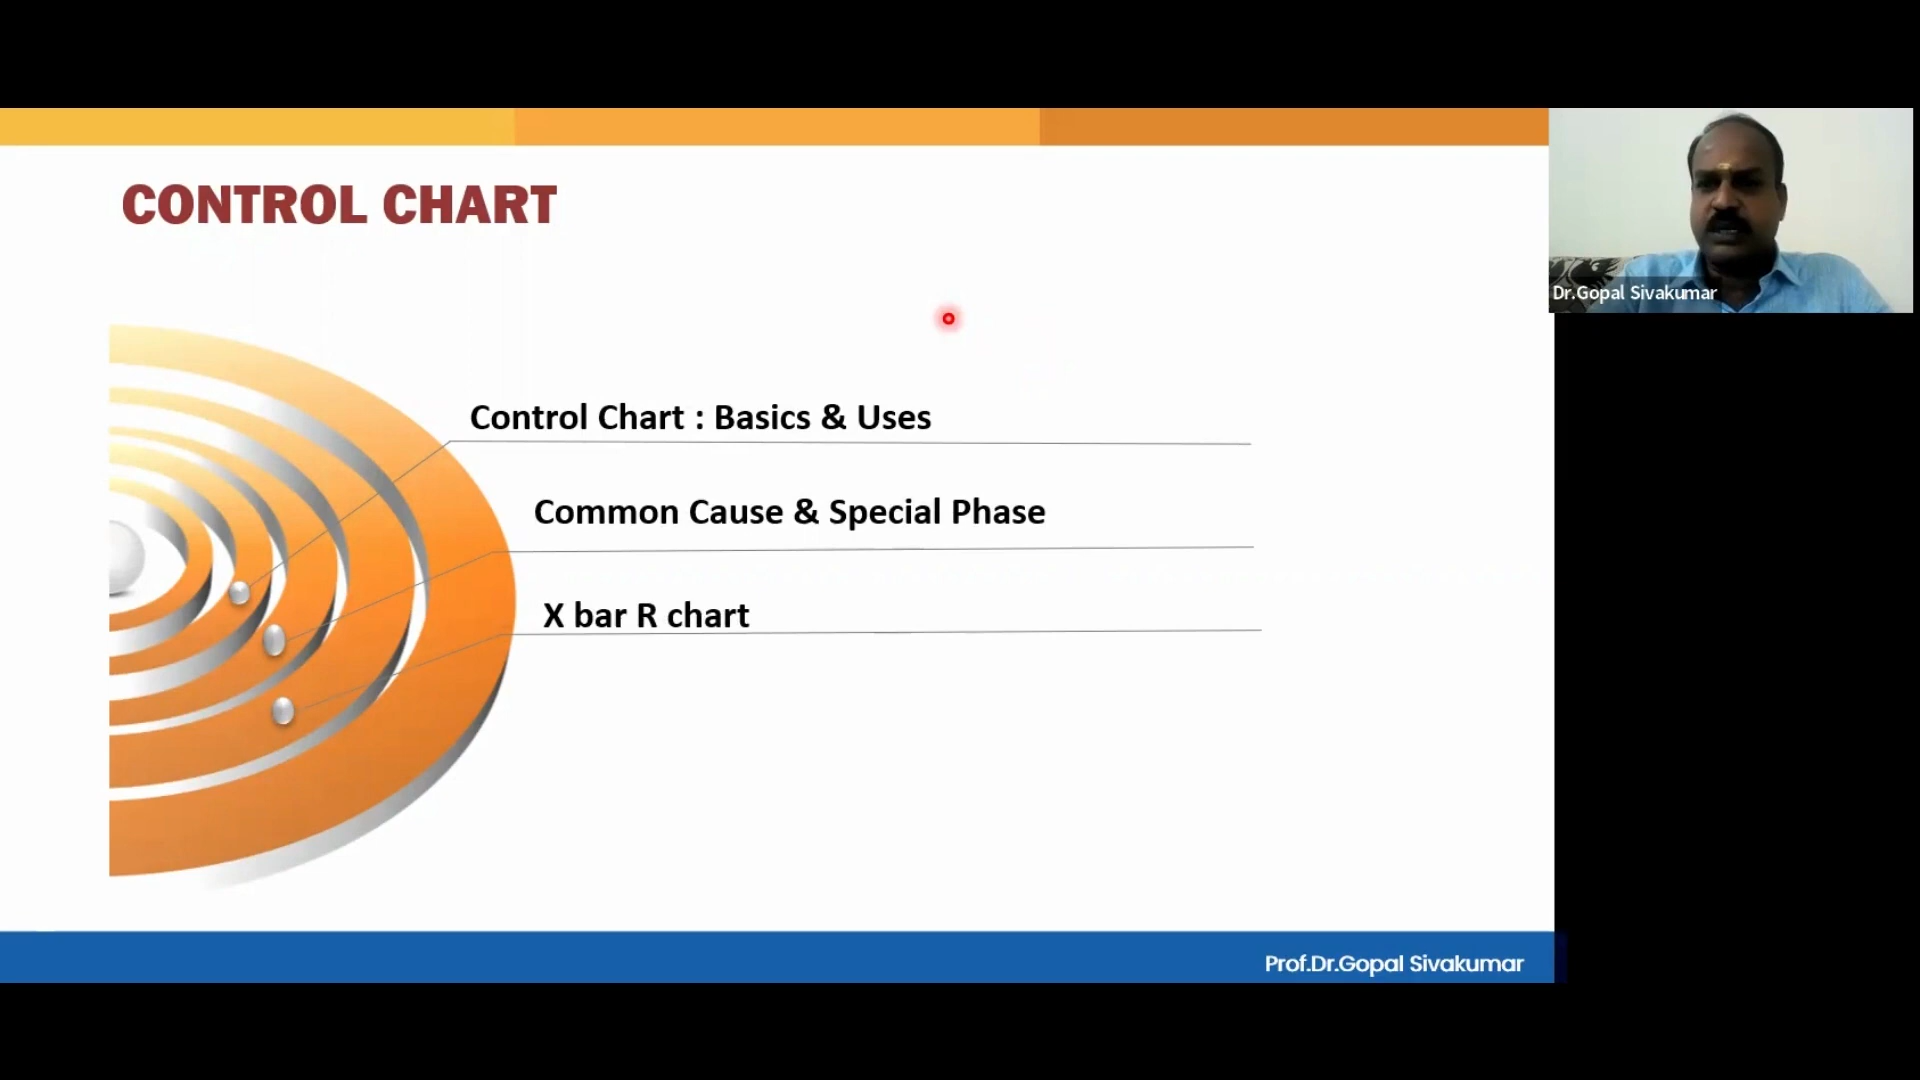 CONTROL CHART
Dr.Gopal Sivakumar
Control Chart : Basics & Uses
Common Cause & Special Phase
X bar R chart
Prof.Dr.Gopal Sivakumar